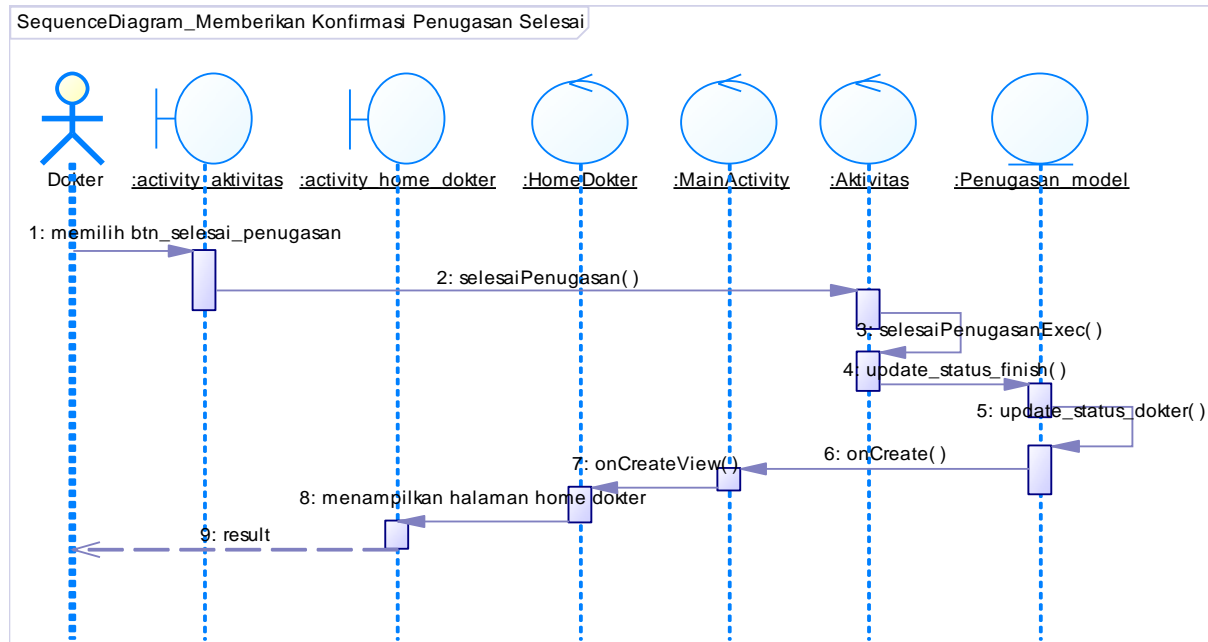 SequenceDiagram_Memberikan Konfirmasi Penugasan Selesai
Dokter
:activity_aktivitas
:activity_home_dokter
:HomeDokter
:MainActivity
:Aktivitas
:Penugasan_model
1: memilih btn_selesai_penugasan
2: selesaiPenugasan( )
3: selesaiPenugasanExec( )
4: update_status_finish( )
5: update_status_dokter( )
6: onCreate( )
7: onCreateView( )
8: menampilkan halaman home dokter
9: result